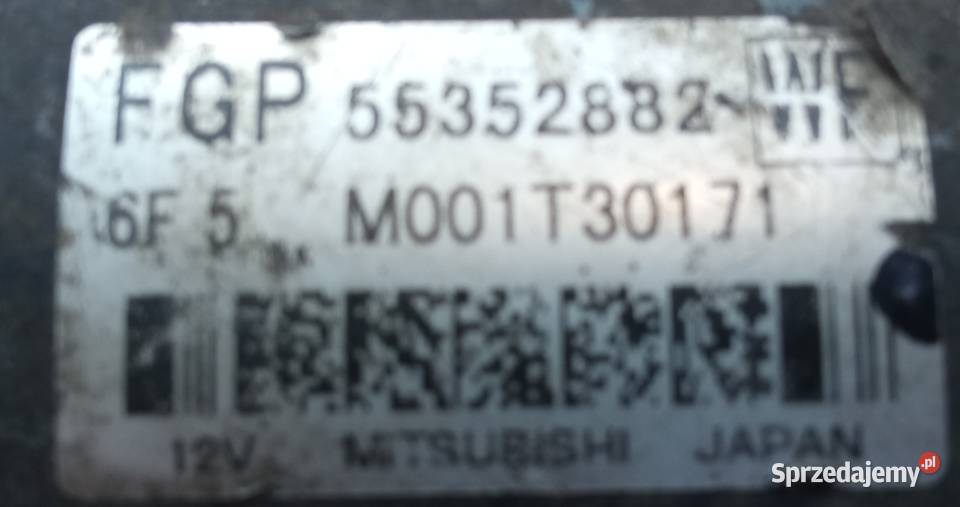 FGP 55352882
6F 5 M001T30171
12V MITSUBISHI JAPAN
Sprzedajemy.pl